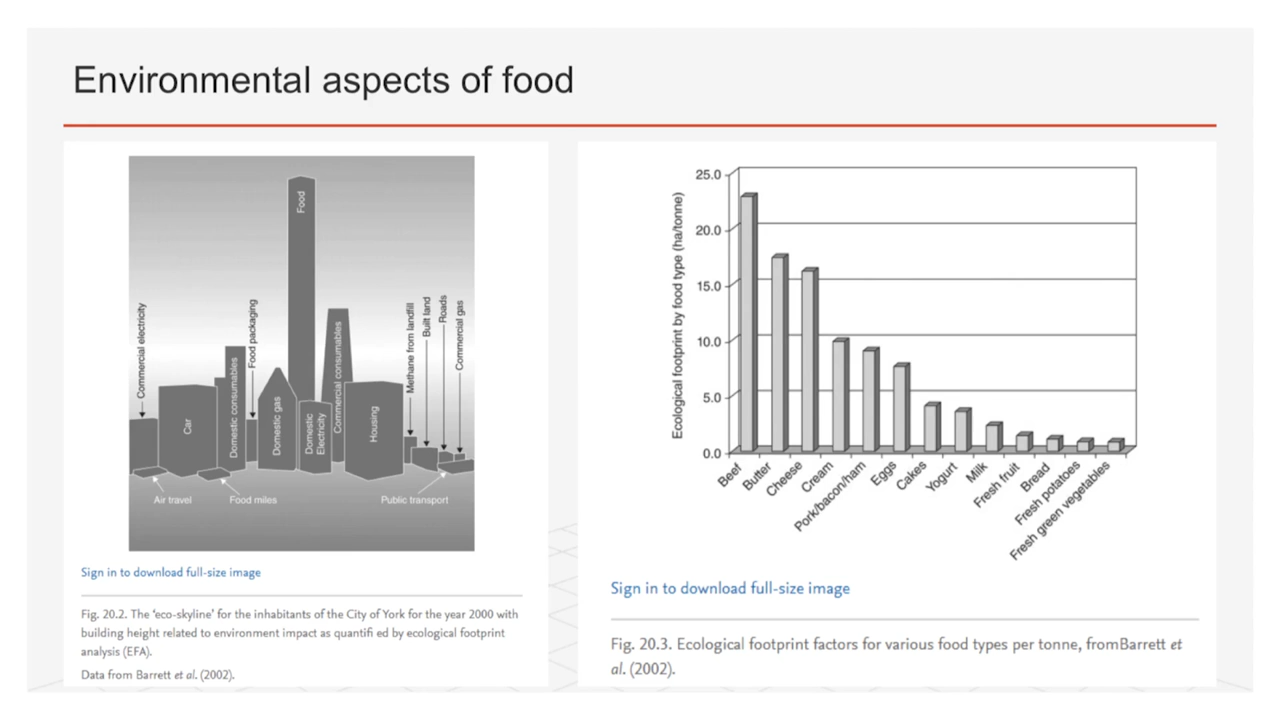 Environmental aspects of food
Food
Commercial electricity
Car
Domestic consumables
Food packaging
Domestic gas
Domestic
Electricity
Commercial consumables
Housing
Methane from landfill
Built land
Roads
Commercial gas
Air travel
Food miles
Public transport
Sign in to download full-size image
Fig. 20.2. The 'eco-skyline' for the inhabitants of the City of York for the year 2000 with
building height related to environment impact as quantifi ed by ecological footprint
analysis (EFA).
Data from Barrett et al. (2002).
Ecological footprint by food type (ha/tonne)
25.0
20.0
15.0
10.0
5.0
0.0
Beef
Butter
Cheese
Cream
Pork/bacon/ham
Eggs
Cakes
Yogurt
Milk
Fresh fruit
Bread
Fresh potatoes
Fresh green vegetables
Sign in to download full-size image
Fig. 20.3. Ecological footprint factors for various food types per tonne, fromBarrett et
al. (2002).